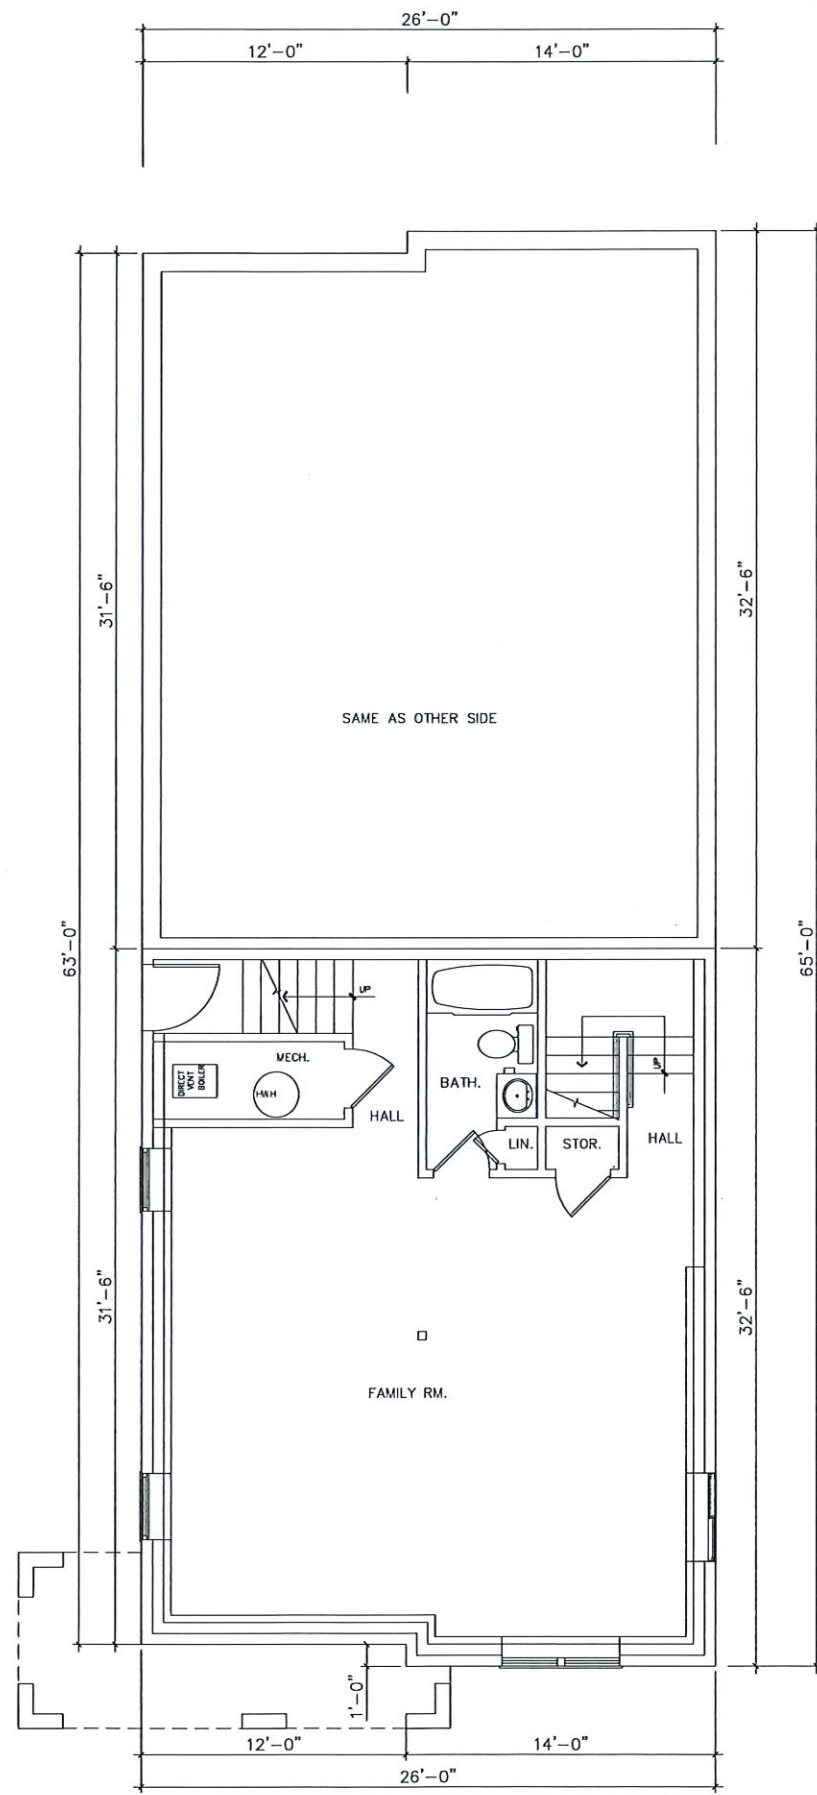 26'-0"
12'-0"
14'-0"
31'-6"
32'-6"
SAME AS OTHER SIDE
63'-0"
65'-0"
UP
MECH.
DIRECT
VENT
BOILER
HWH
BATH.
UP
HALL
LIN.
STOR.
HALL
31'-6"
32'-6"
FAMILY RM.
1'-0"
12'-0"
14'-0"
26'-0"